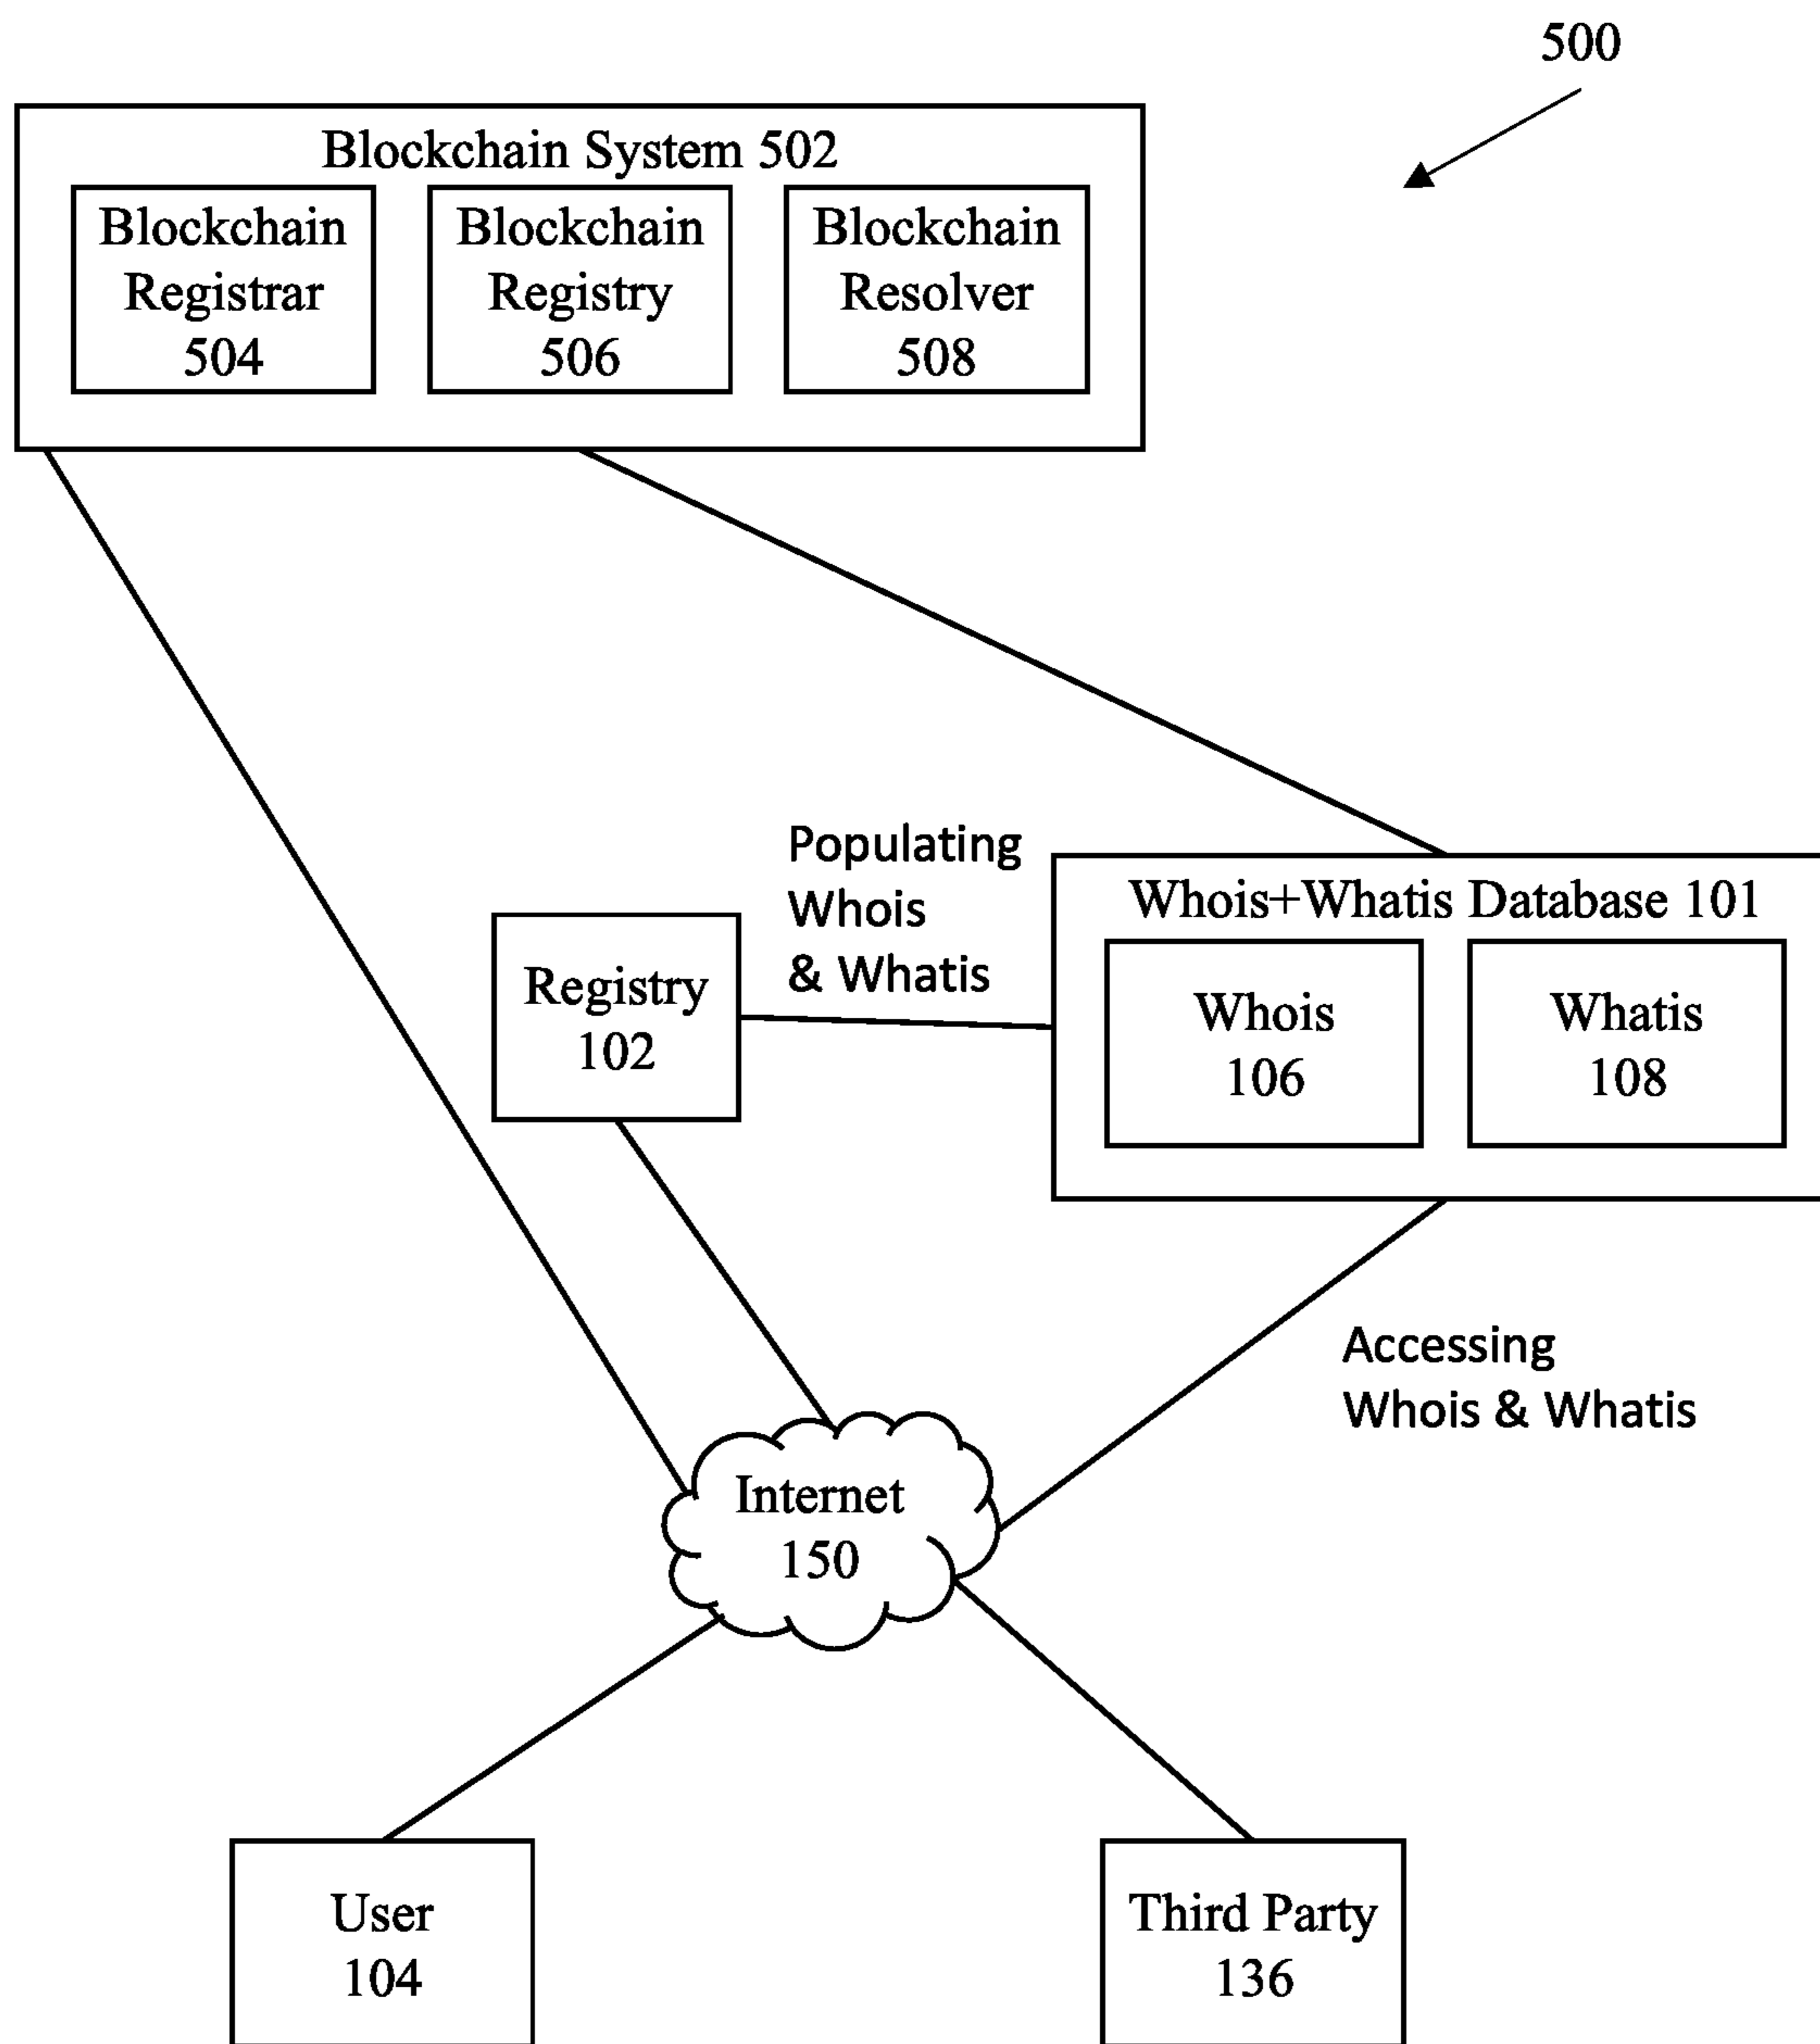 500
Blockchain System 502
Blockchain
Registrar
504
Blockchain
Registry
506
Blockchain
Resolver
508
Populating
Whois
& Whatis
Registry
102
Whois+Whatis Database 101
Whois
106
Whatis
108
Accessing
Whois & Whatis
Internet
150
User
104
Third Party
136